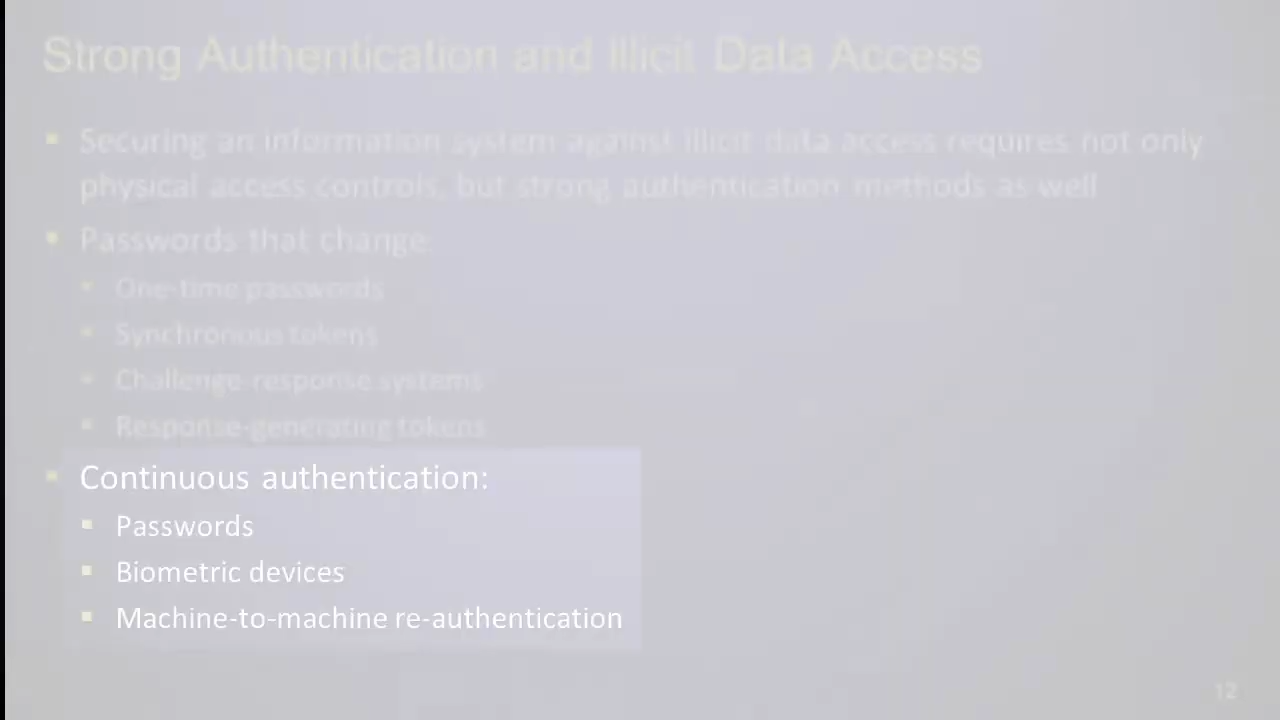 Strong Authentication and Illicit Data Access
Securing an information system against illicit data access requires not only
physical access controls, but strong authentication methods as well
Passwords that change:
One-time passwords
Synchronous tokens
Challenge-response systems
Response-generating tokens
Continuous authentication:
Passwords
Biometric devices
Machine-to-machine re-authentication
12